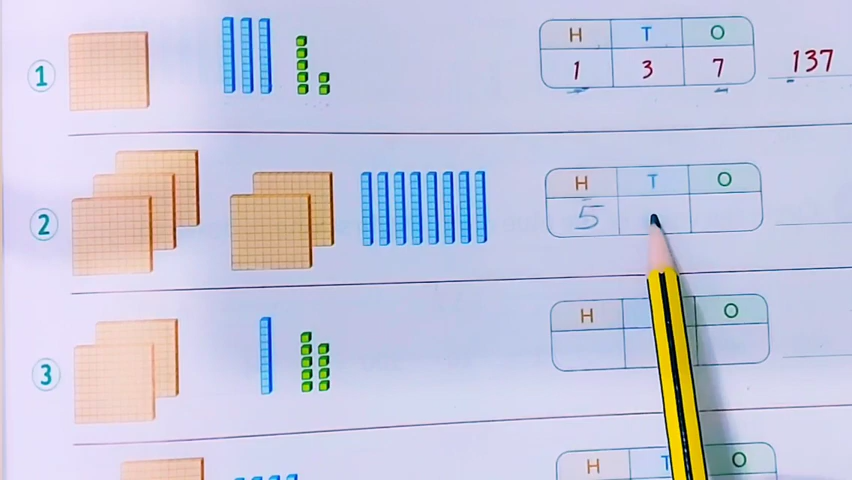 1
H T O
1 3 7 137
2
H T O
5
3
H O
H T O